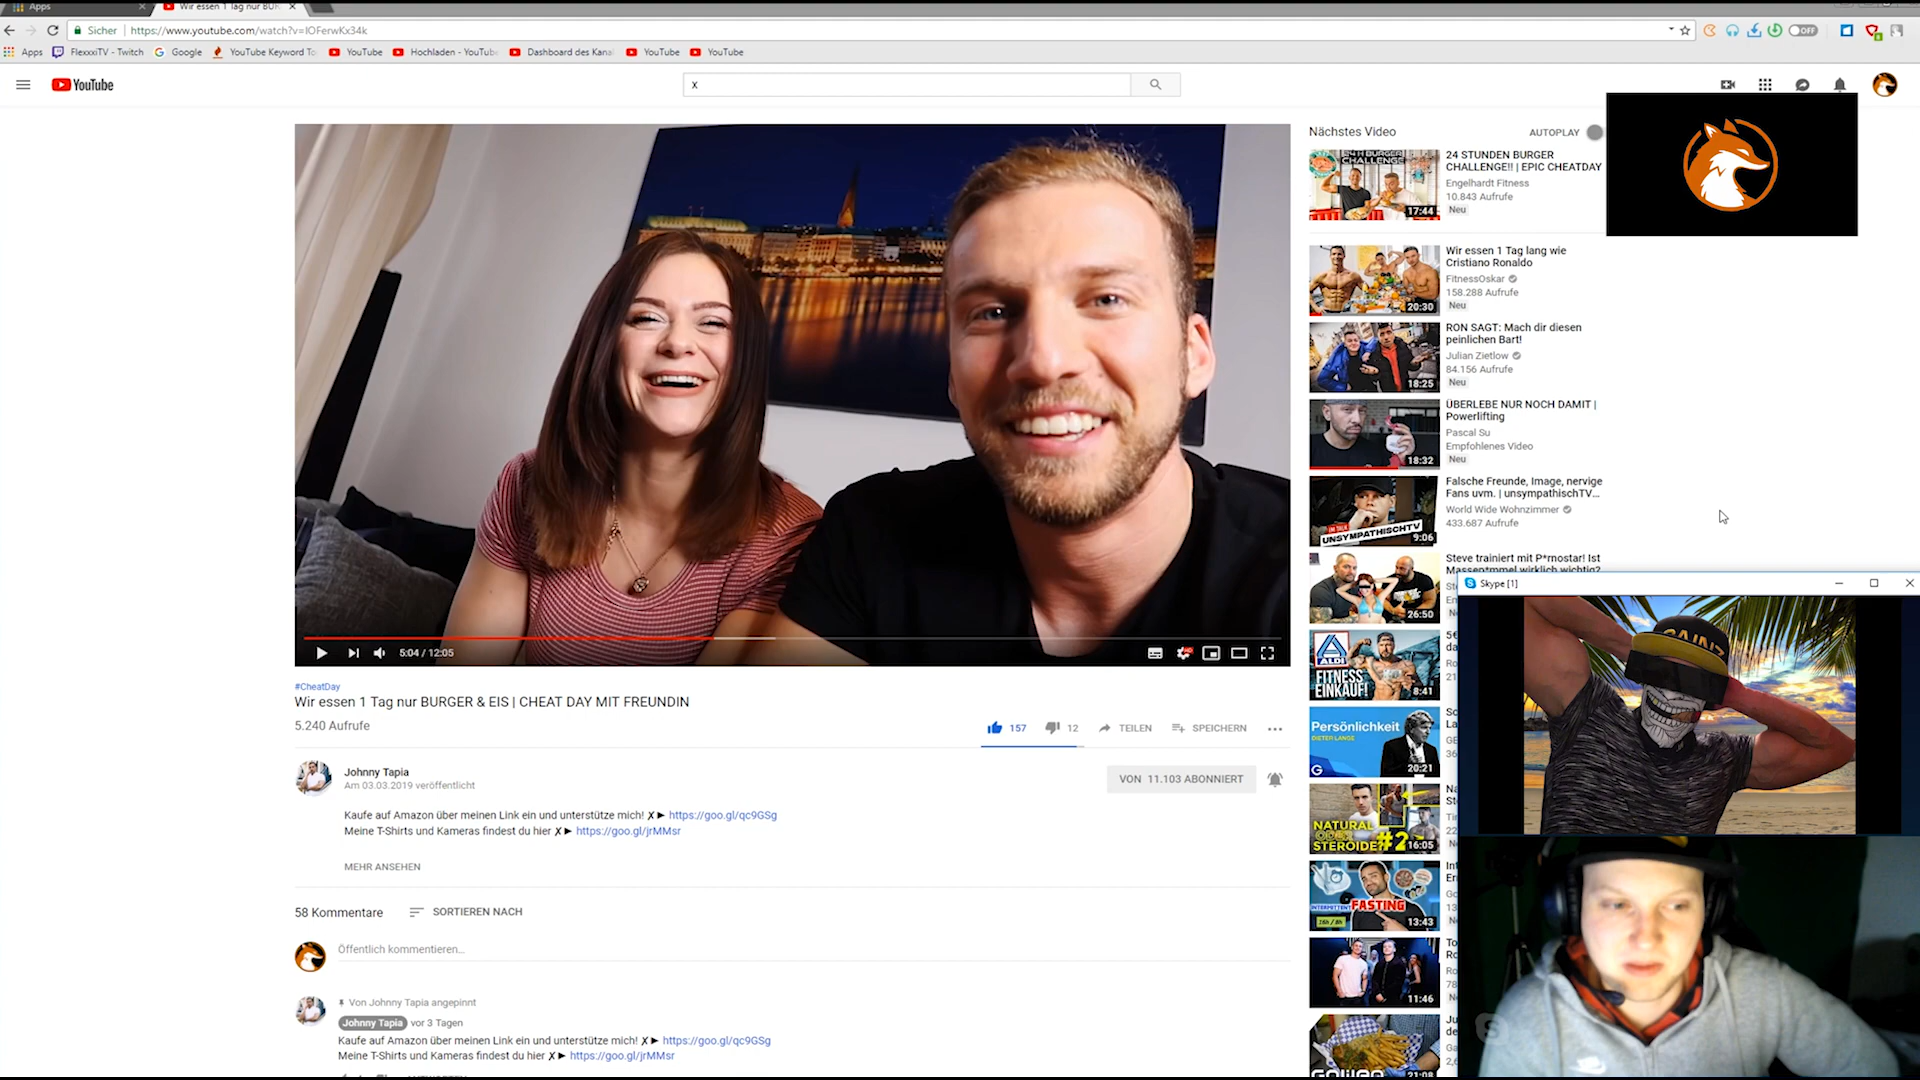 Apps
Wir essen 1 Tag nur BUR
Sicher
https://www.youtube.com/watch?v=IOFerwKx34k
OFF
Apps
FlexxxiTV - Twitch
Google
YouTube Keyword To
YouTube
Hochladen - YouTub
Dashboard des Kana
YouTube
YouTube
YouTube
x
Nächstes Video
AUTOPLAY
24 STUNDEN BURGER
CHALLENGE!! | EPIC CHEATDAY
Engelhardt Fitness
10.843 Aufrufe
Neu
17:44
Wir essen 1 Tag lang wie
Cristiano Ronaldo
FitnessOskar
158.288 Aufrufe
Neu
20:30
RON SAGT: Mach dir diesen
peinlichen Bart!
Julian Zietlow
84.156 Aufrufe
Neu
18:25
ÜBERLEBE NUR NOCH DAMIT |
Powerlifting
Pascal Su
Empfohlenes Video
Neu
18:32
Falsche Freunde, Image, nervige
Fans uvm. | unsympathischTV...
World Wide Wohnzimmer
433.687 Aufrufe
UNSYMPATHISCHTV
9:06
Steve trainiert mit P*rnostar! Ist
Massen*mmel wirklich wichtig?
26:50
Skype [1]
ALDI
FITNESS
EINKAUF!
8:41
Persönlichkeit
DIETER LANGE
20:21
NATURAL
ODER
STEROIDE #2
16:05
INTERMITTENT
FASTING
16h / 8h
13:43
11:46
Galileo
21:08
5:04 / 12:05
#CheatDay
Wir essen 1 Tag nur BURGER & EIS | CHEAT DAY MIT FREUNDIN
5.240 Aufrufe
157
12
TEILEN
SPEICHERN
Johnny Tapia
Am 03.03.2019 veröffentlicht
VON 11.103 ABONNIERT
Kaufe auf Amazon über meinen Link ein und unterstütze mich! ✗► https://goo.gl/qc9GSg
Meine T-Shirts und Kameras findest du hier ✗► https://goo.gl/jrMMsr
MEHR ANSEHEN
58 Kommentare
SORTIEREN NACH
Öffentlich kommentieren...
Von Johnny Tapia angepinnt
Johnny Tapia vor 3 Tagen
Kaufe auf Amazon über meinen Link ein und unterstütze mich! ✗► https://goo.gl/qc9GSg
Meine T-Shirts und Kameras findest du hier ✗► https://goo.gl/jrMMsr